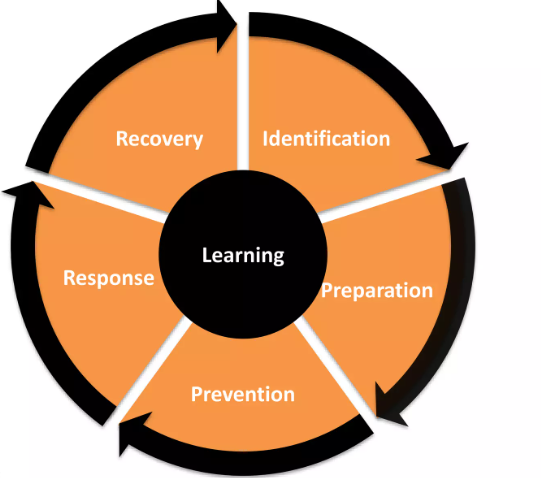 Recovery
Identification
Learning
Response
Preparation
Prevention